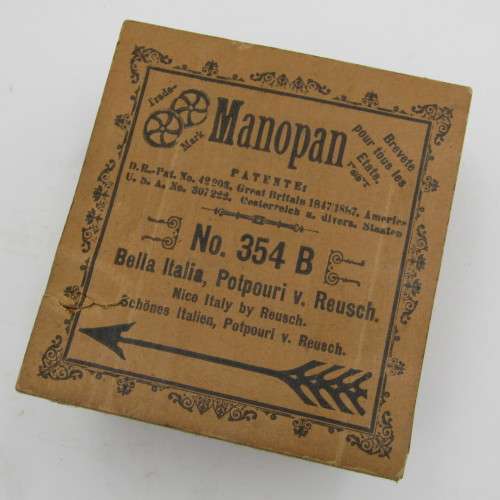 Trade-
Mark
Manopan
Brevete
pour tous les
Etats
PATENTE:
D.R.-Pat. No. 42203, Great Britain 1847/1887, America
U. S. A. No. 397223, Oesterreich u. divers. Staaten
No. 354 B
Bella Italia, Potpouri v. Reusch.
Nice Italy by Reusch.
Schönes Italien, Potpouri v. Reusch.